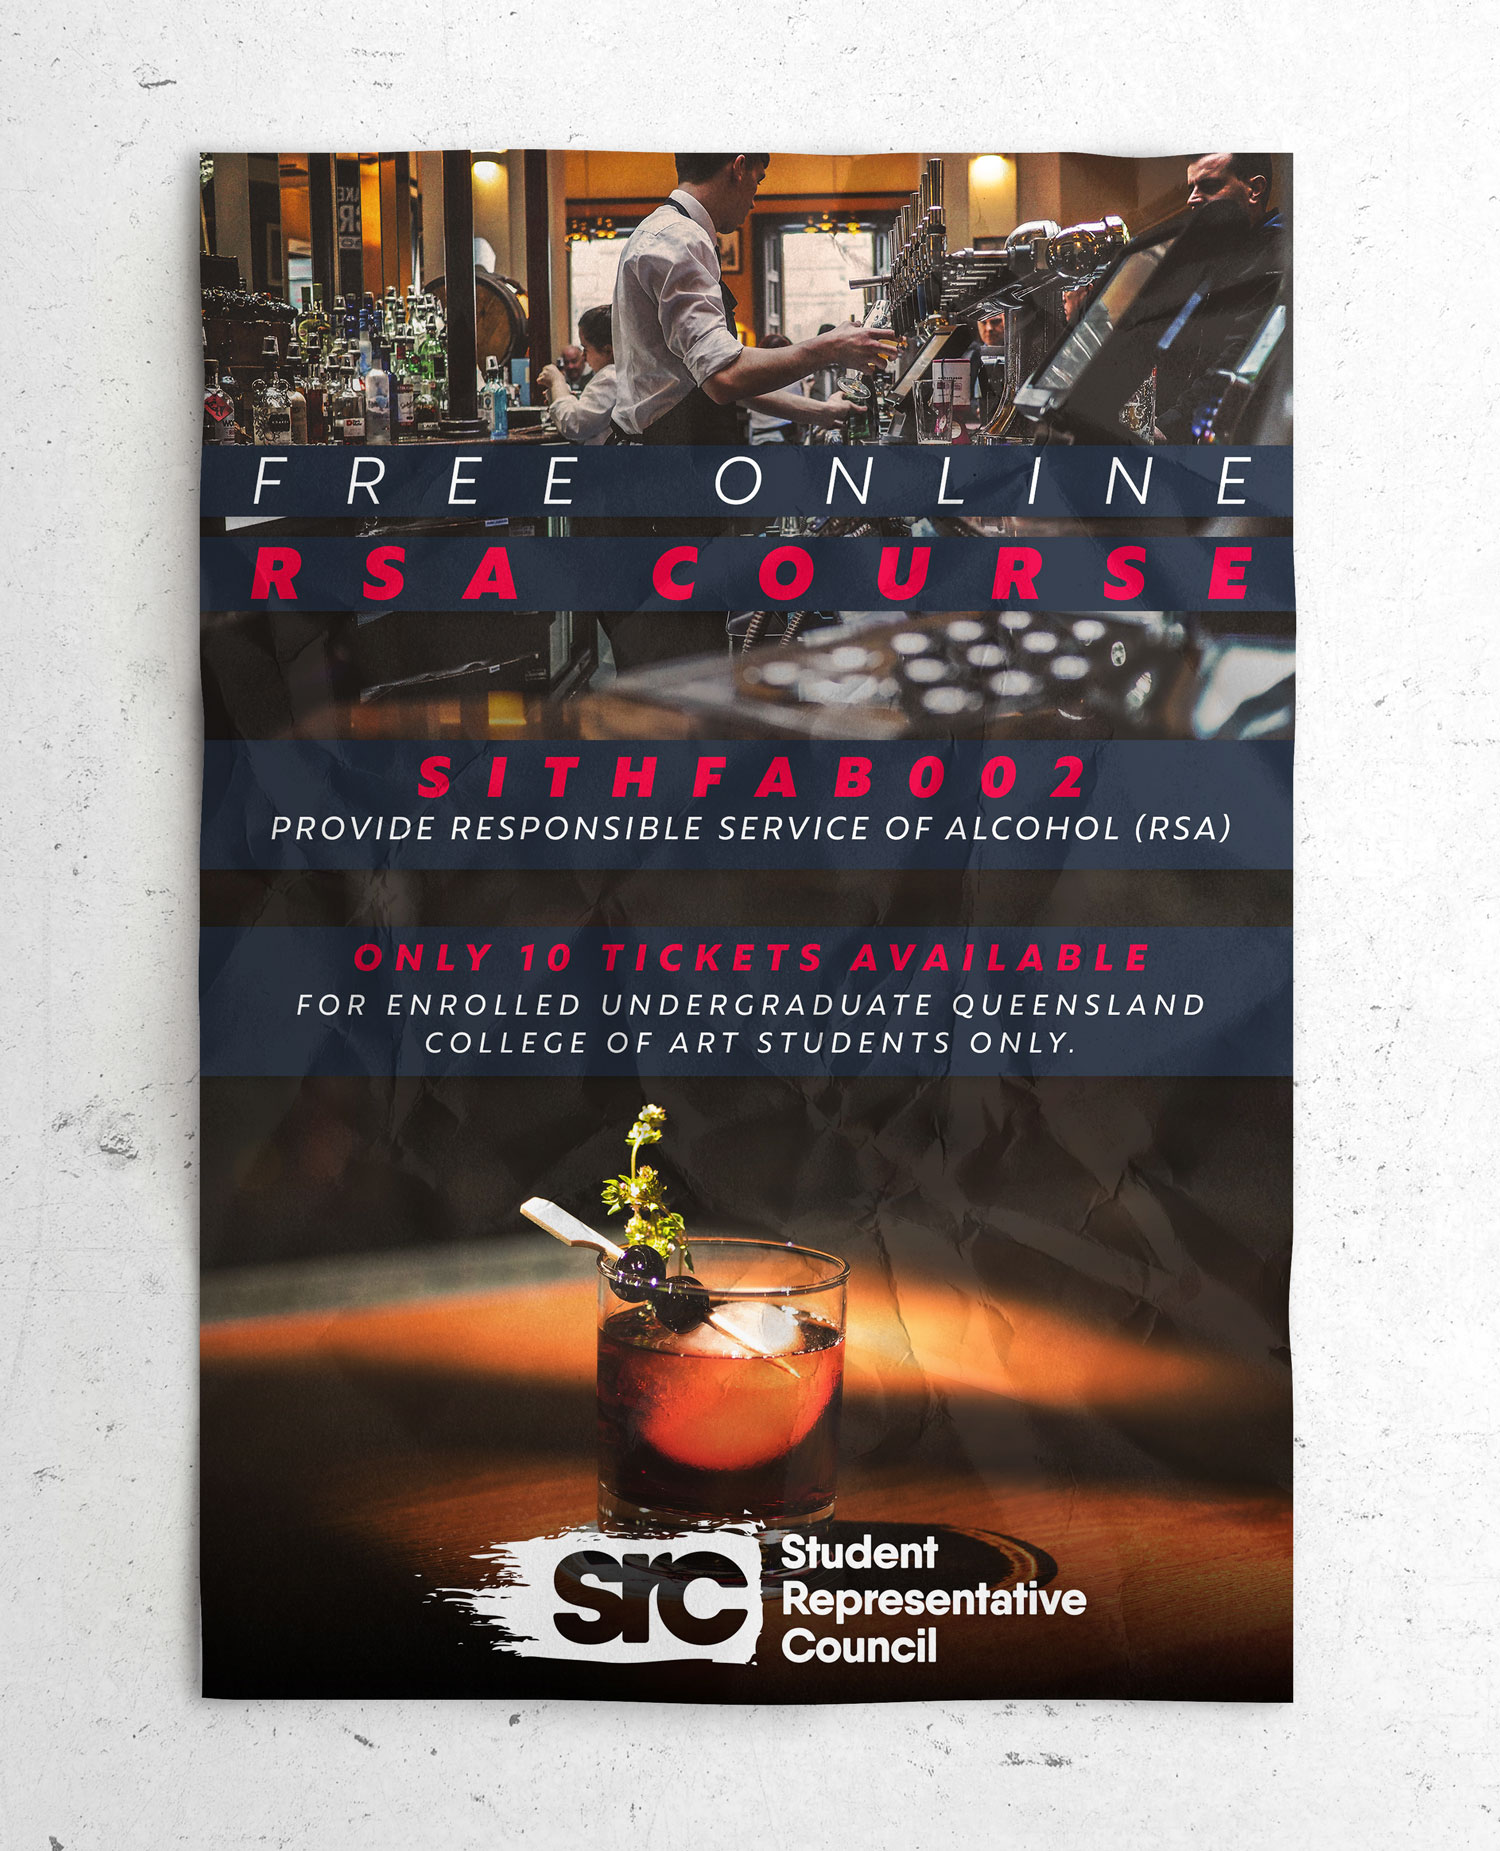 FREE ONLINE
RSA COURSE
SITHFAB002
PROVIDE RESPONSIBLE SERVICE OF ALCOHOL (RSA)
ONLY 10 TICKETS AVAILABLE
FOR ENROLLED UNDERGRADUATE QUEENSLAND
COLLEGE OF ART STUDENTS ONLY.
src
Student
Representative
Council